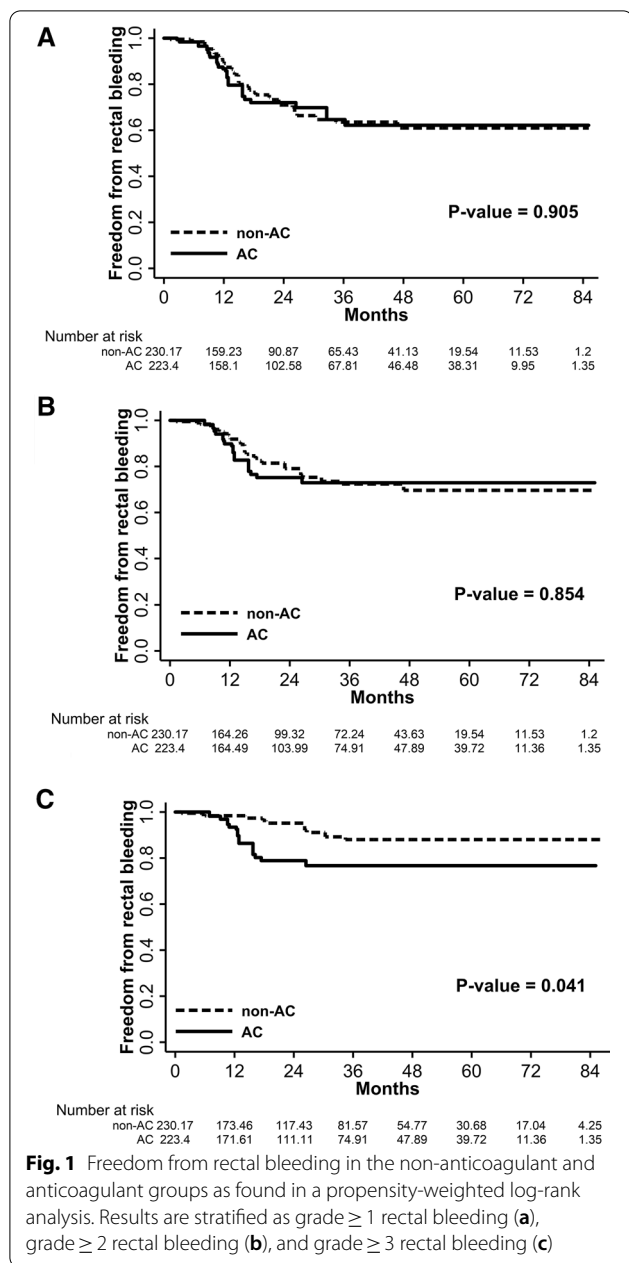 A
Freedom from rectal bleeding
1.0
0.8
0.6
0.4
0.2
0.0
P-value = 0.905
non-AC
AC
0 12 24 36 48 60 72 84
Months
Number at risk
non-AC 230.17 159.23 90.87 65.43 41.13 19.54 11.53 1.2
AC 223.4 158.1 102.58 67.81 46.48 38.31 9.95 1.35
B
Freedom from rectal bleeding
1.0
0.8
0.6
0.4
0.2
0.0
P-value = 0.854
non-AC
AC
0 12 24 36 48 60 72 84
Months
Number at risk
non-AC 230.17 164.26 99.32 72.24 43.63 19.54 11.53 1.2
AC 223.4 164.49 103.99 74.91 47.89 39.72 11.36 1.35
C
Freedom from rectal bleeding
1.0
0.8
0.6
0.4
0.2
0.0
P-value = 0.041
non-AC
AC
0 12 24 36 48 60 72 84
Months
Number at risk
non-AC 230.17 173.46 117.43 81.57 54.77 30.68 17.04 4.25
AC 223.4 171.61 111.11 74.91 47.89 39.72 11.36 1.35
Fig. 1 Freedom from rectal bleeding in the non-anticoagulant and
anticoagulant groups as found in a propensity-weighted log-rank
analysis. Results are stratified as grade ≥ 1 rectal bleeding (a),
grade ≥ 2 rectal bleeding (b), and grade ≥ 3 rectal bleeding (c)